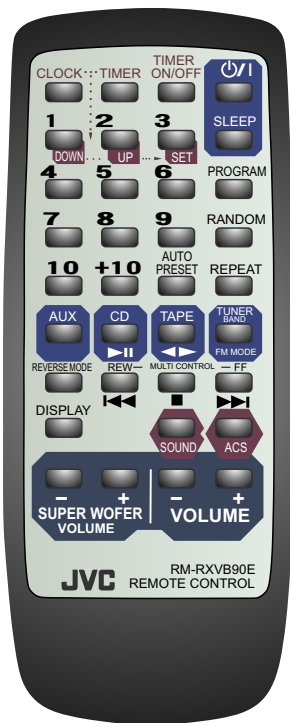 CLOCK TIMER TIMER ON/OFF ⏻/I
1 2 3 SLEEP
DOWN UP SET
4 5 6 PROGRAM
7 8 9 RANDOM
10 +10 AUTO PRESET REPEAT
AUX CD TAPE TUNER BAND
FM MODE
REVERSE MODE REW MULTI CONTROL FF
DISPLAY
SOUND ACS
− + − +
SUPER WOFER VOLUME VOLUME
JVC RM-RXVB90E
REMOTE CONTROL